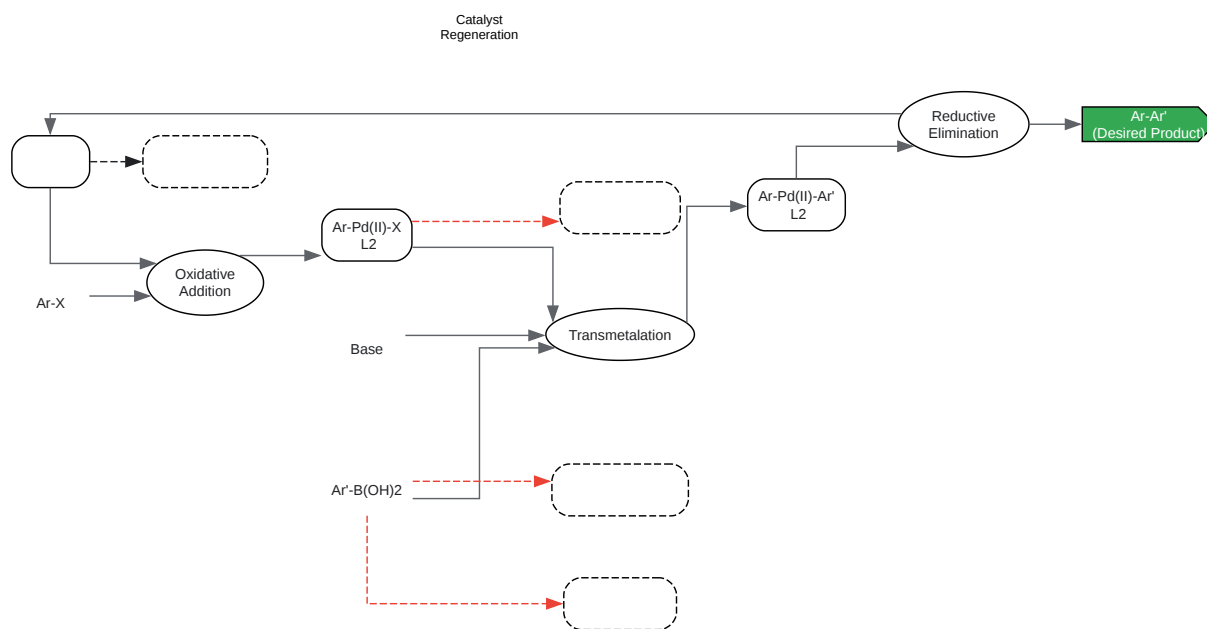 Catalyst
Regeneration
Reductive
Elimination
Ar-Ar'
(Desired Product)
Ar-Pd(II)-X
L2
Ar-Pd(II)-Ar'
L2
Oxidative
Addition
Ar-X
Transmetalation
Base
Ar'-B(OH)2